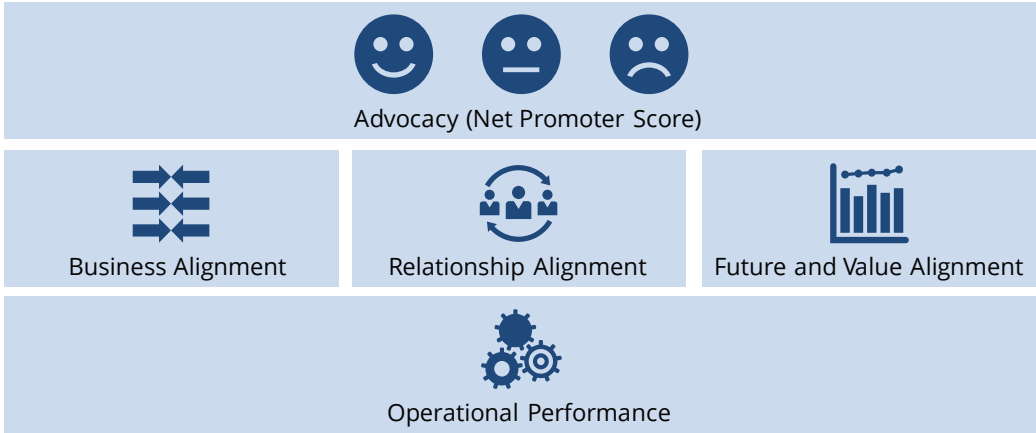 Advocacy (Net Promoter Score)
Business Alignment
Relationship Alignment
Future and Value Alignment
Operational Performance